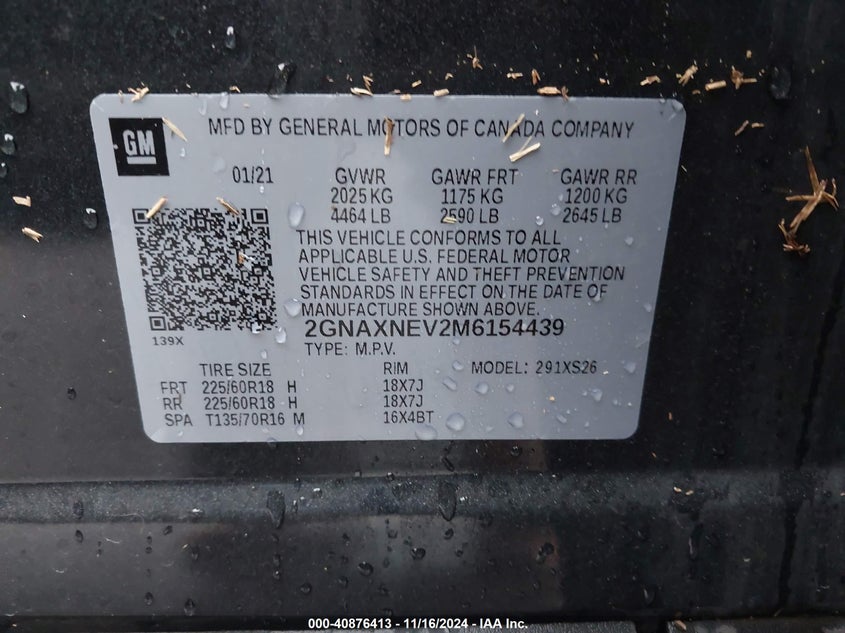 GM
MFD BY GENERAL MOTORS OF CANADA COMPANY
01/21 GVWR GAWR FRT GAWR RR
2025 KG 1175 KG 1200 KG
4464 LB 2590 LB 2645 LB
THIS VEHICLE CONFORMS TO ALL
APPLICABLE U.S. FEDERAL MOTOR
VEHICLE SAFETY AND THEFT PREVENTION
STANDARDS IN EFFECT ON THE DATE OF
MANUFACTURE SHOWN ABOVE.
2GNAXNEV2M6154439
139X
TYPE: M.P.V.
TIRE SIZE RIM MODEL: 291XS26
FRT 225/60R18 H 18X7J
RR 225/60R18 H 18X7J
SPA T135/70R16 M 16X4BT
000-40876413 - 11/16/2024 - IAA Inc.